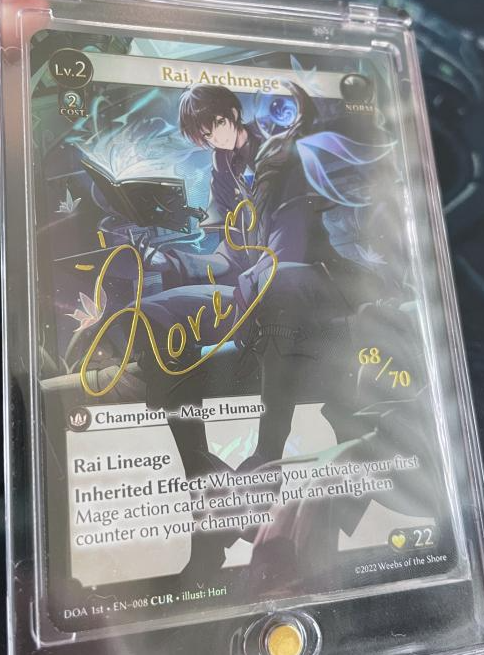 Lv.2
Rai, Archmage
2
COST
NORM
68/70
Champion – Mage Human
Rai Lineage
Inherited Effect: Whenever you activate your first
Mage action card each turn, put an enlighten
counter on your champion.
22
©2022 Weebs of the Shore
DOA 1st • EN-008 CUR • illust: Hori